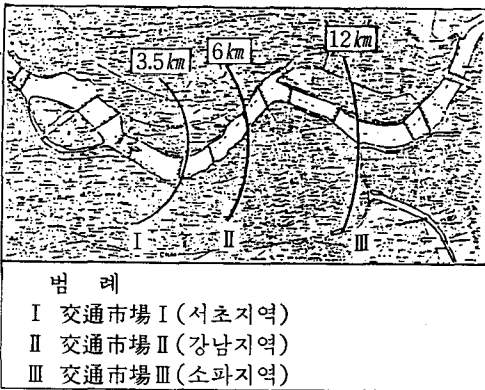 3.5km
6km
12km
I
II
III
범 례
I 交通市場 I (서초지역)
II 交通市場 II (강남지역)
III 交通市場 III (소파지역)